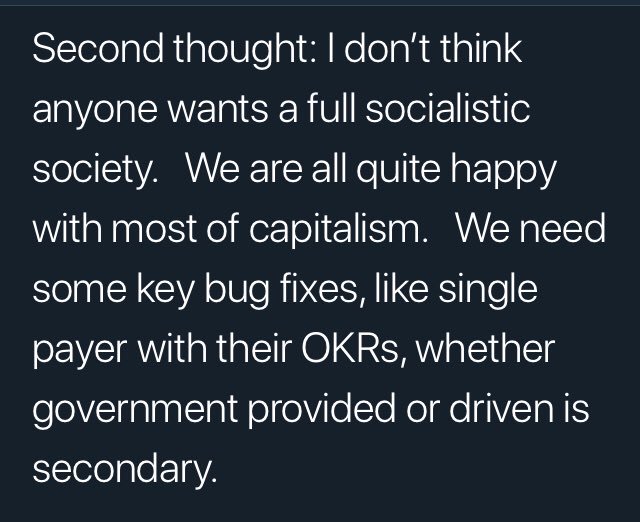 Second thought: I don’t think
anyone wants a full socialistic
society.   We are all quite happy
with most of capitalism.   We need
some key bug fixes, like single
payer with their OKRs, whether
government provided or driven is
secondary.